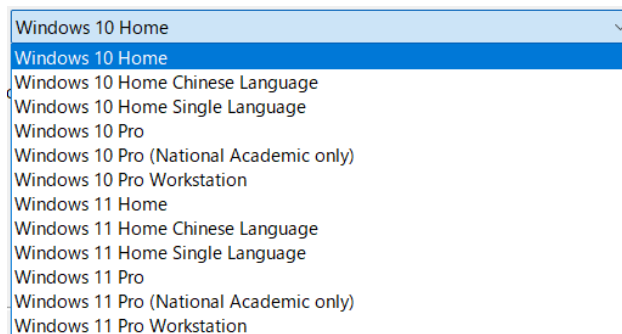 Windows 10 Home
Windows 10 Home
Windows 10 Home Chinese Language
Windows 10 Home Single Language
Windows 10 Pro
Windows 10 Pro (National Academic only)
Windows 10 Pro Workstation
Windows 11 Home
Windows 11 Home Chinese Language
Windows 11 Home Single Language
Windows 11 Pro
Windows 11 Pro (National Academic only)
Windows 11 Pro Workstation